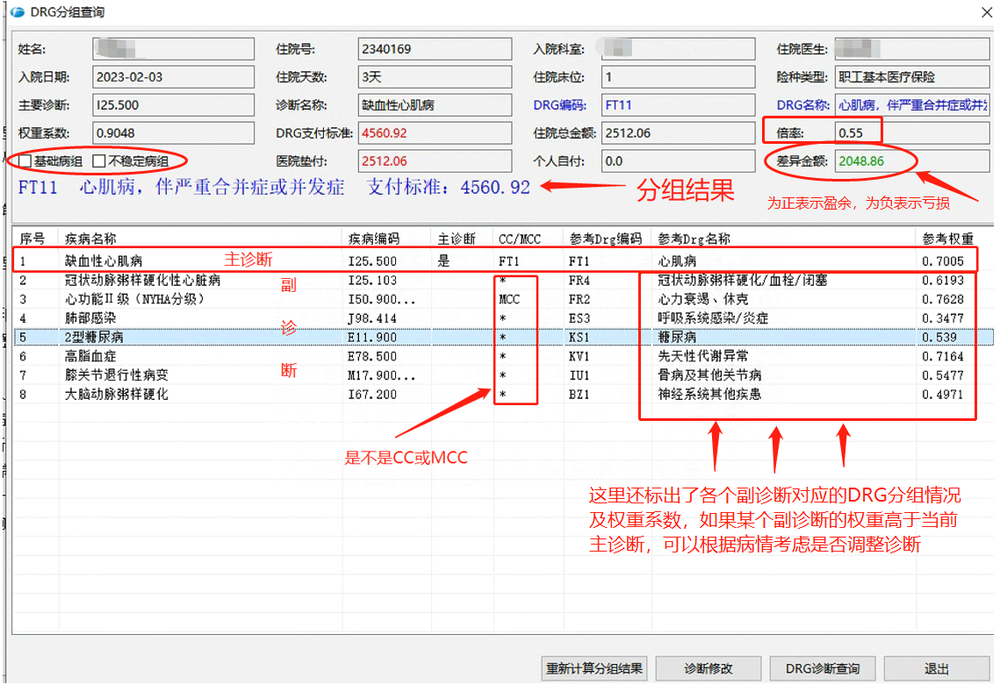 DRG分组查询
姓名: 住院号: 2340169 入院科室: 住院医生:
入院日期: 2023-02-03 住院天数: 3天 住院床位: 1 险种类型: 职工基本医疗保险
主要诊断: I25.500 诊断名称: 缺血性心肌病 DRG编码: FT11 DRG名称: 心肌病，伴严重合并症或并发
权重系数: 0.9048 DRG支付标准: 4560.92 住院总金额: 2512.06 倍率: 0.55
基础病组 不稳定病组 医院垫付: 2512.06 个人自付: 0.0 差异金额: 2048.86
FT11 心肌病，伴严重合并症或并发症 支付标准：4560.92 分组结果
为正表示盈余，为负表示亏损
序号 疾病名称 疾病编码 主诊断 CC/MCC 参考Drg编码 参考Drg名称 参考权重
1 缺血性心肌病 主诊断 I25.500 是 FT1 FT1 心肌病 0.7005
2 冠状动脉粥样硬化性心脏病 副 I25.103 * FR4 冠状动脉粥样硬化/血栓/闭塞 0.6193
3 心功能Ⅱ级（NYHA分级） I50.900... MCC FR2 心力衰竭、休克 0.7628
4 肺部感染 诊 J98.414 * ES3 呼吸系统感染/炎症 0.3477
5 2型糖尿病 E11.900 * KS1 糖尿病 0.539
6 高脂血症 断 E78.500 * KV1 先天性代谢异常 0.7164
7 膝关节退行性病变 M17.900... * IU1 骨病及其他关节病 0.5477
8 大脑动脉粥样硬化 I67.200 * BZ1 神经系统其他疾患 0.4971
是不是CC或MCC
这里还标出了各个副诊断对应的DRG分组情况
及权重系数，如果某个副诊断的权重高于当前
主诊断，可以根据病情考虑是否调整诊断
重新计算分组结果 诊断修改 DRG诊断查询 退出